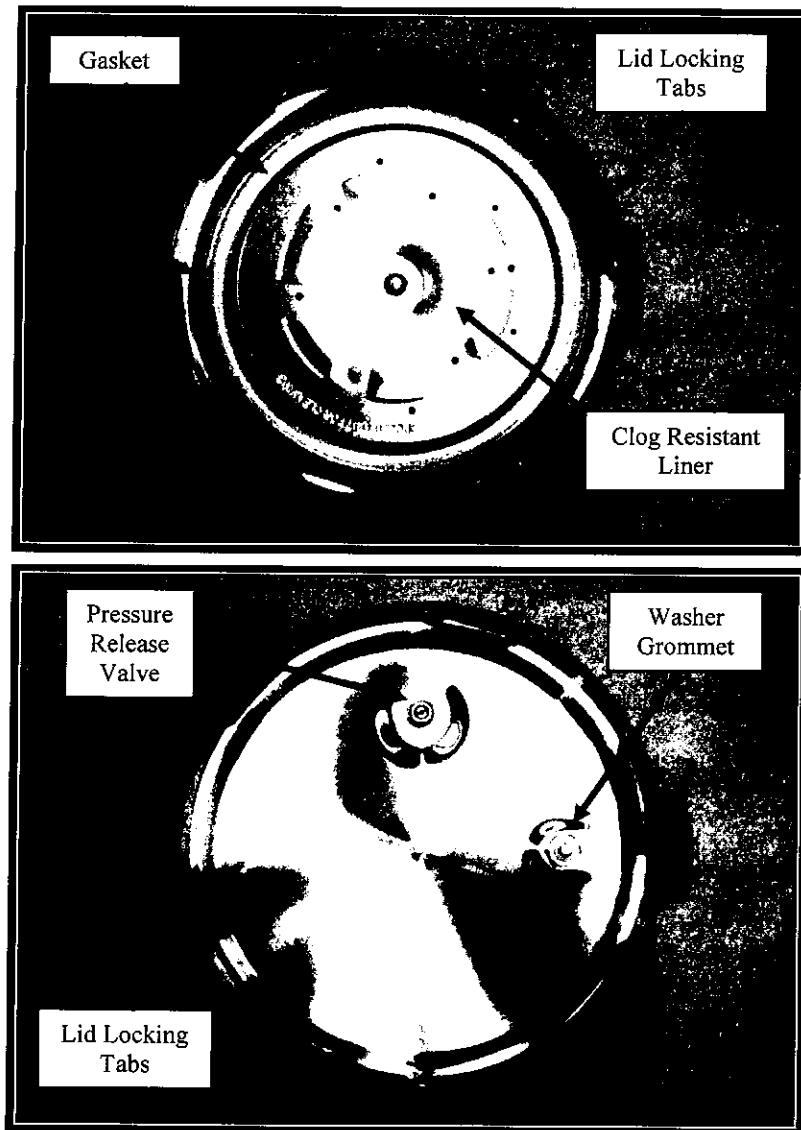 Gasket
Lid Locking
Tabs
Clog Resistant
Liner
Pressure
Release
Valve
Washer
Grommet
Lid Locking
Tabs